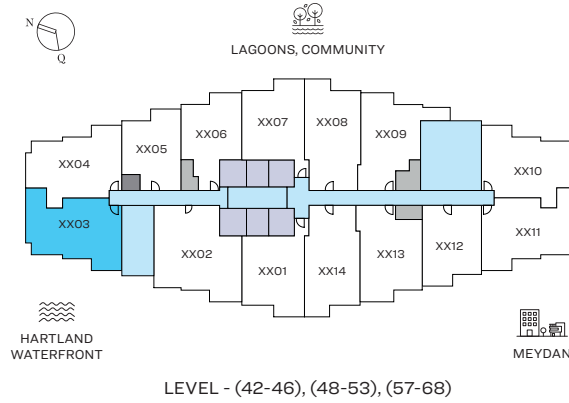 N
Q
LAGOONS, COMMUNITY
XX06
XX07
XX08
XX09
XX05
XX04
XX10
XX03
XX02
XX01
XX14
XX13
XX12
XX11
HARTLAND
WATERFRONT
MEYDAN
LEVEL - (42-46), (48-53), (57-68)